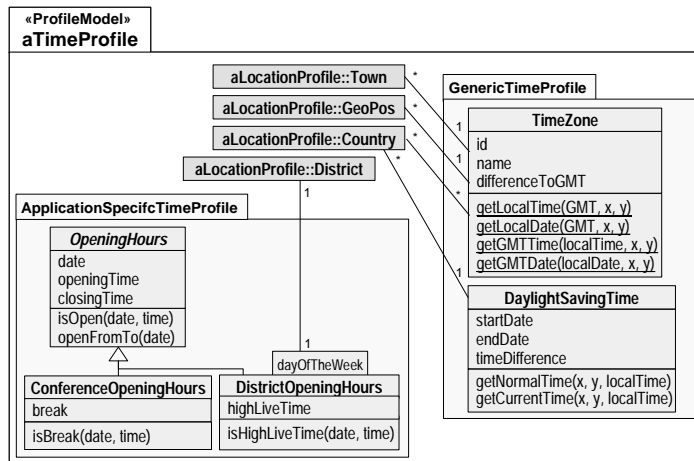 «ProfileModel»
aTimeProfile
aLocationProfile::Town
*
aLocationProfile::GeoPos
*
aLocationProfile::Country
*
aLocationProfile::District
*
1
GenericTimeProfile
TimeZone
1
id
name
1
differenceToGMT
*
getLocalTime(GMT, x, y)
getLocalDate(GMT, x, y)
getGMTTime(localTime, x, y)
getGMTDate(localDate, x, y)
1
DaylightSavingTime
startDate
endDate
timeDifference
getNormalTime(x, y, localTime)
getCurrentTime(x, y, localTime)
ApplicationSpecifcTimeProfile
OpeningHours
date
openingTime
closingTime
isOpen(date, time)
openFromTo(date)
1
dayOfTheWeek
ConferenceOpeningHours
break
isBreak(date, time)
DistrictOpeningHours
highLiveTime
isHighLiveTime(date, time)